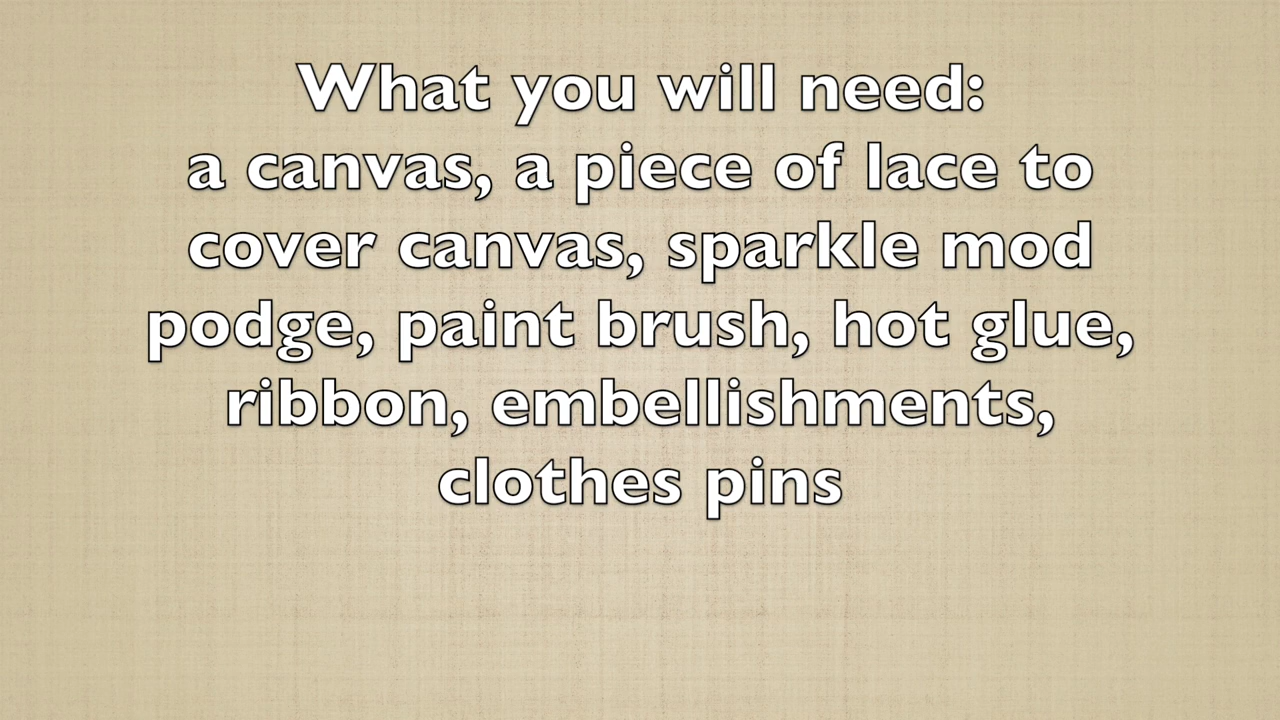 What you will need:
a canvas, a piece of lace to
cover canvas, sparkle mod
podge, paint brush, hot glue,
ribbon, embellishments,
clothes pins